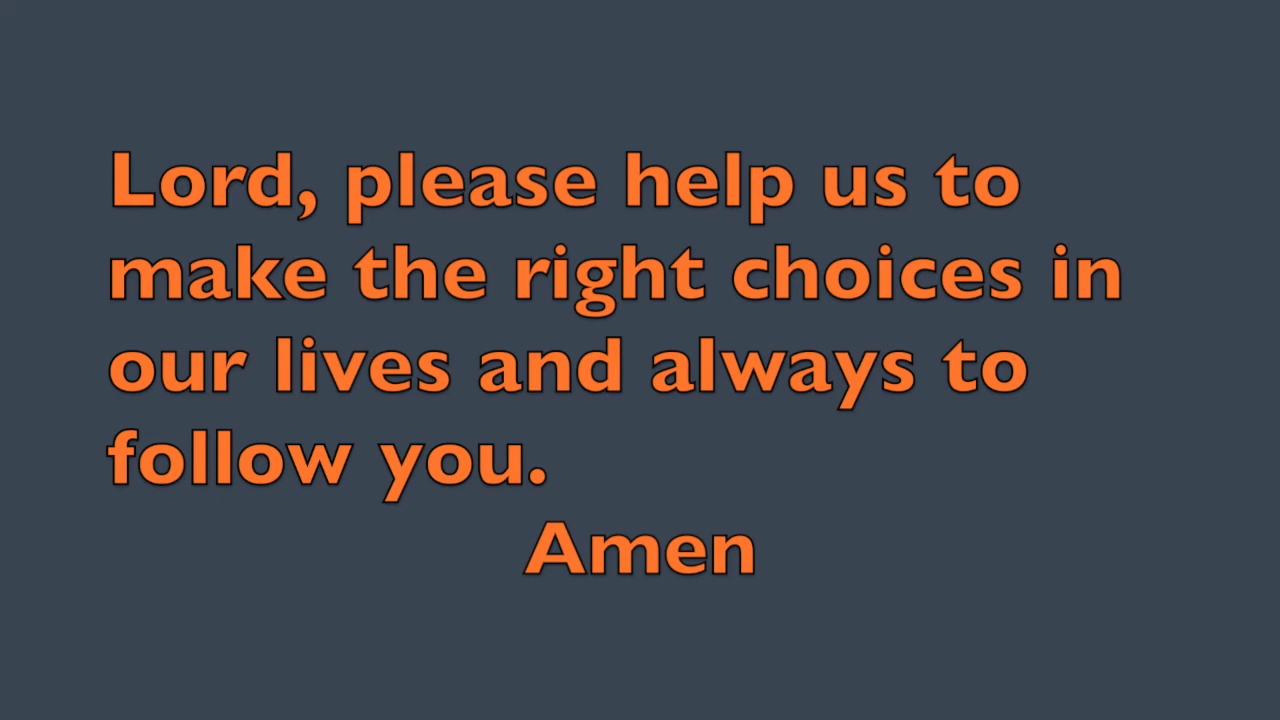 Lord, please help us to
make the right choices in
our lives and always to
follow you.
Amen